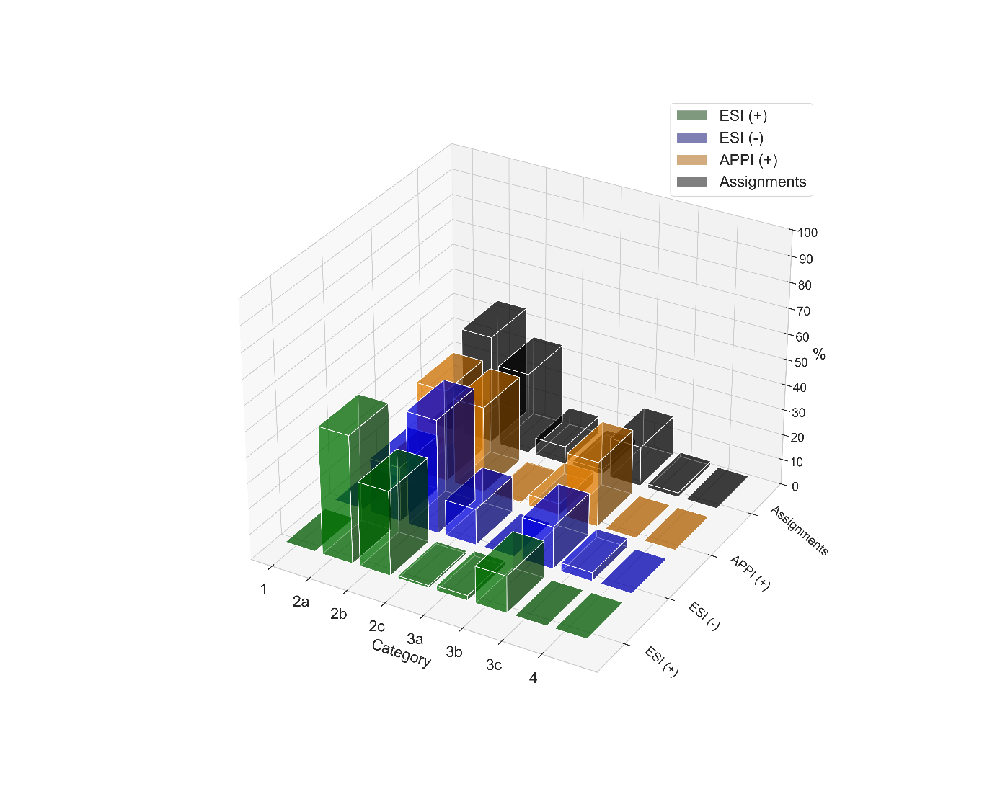 ESI (+)
ESI (-)
APPI (+)
Assignments
100
90
80
70
60
50
40
30
20
10
0
%
1
2a
2b
2c
3a
3b
3c
4
Category
ESI (+)
ESI (-)
APPI (+)
Assignments